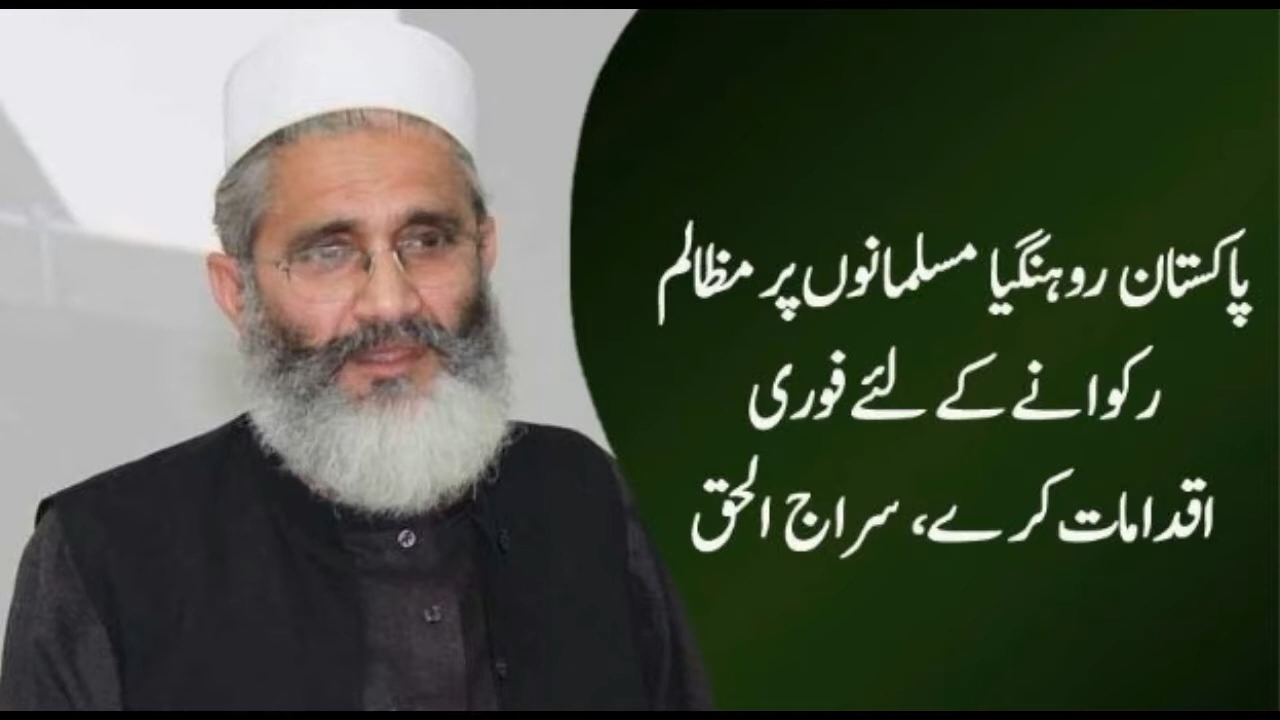 پاکستان روہنگیا مسلمانوں پر مظالم
رکوانے کے لئے فوری
اقدامات کرے، سراج الحق